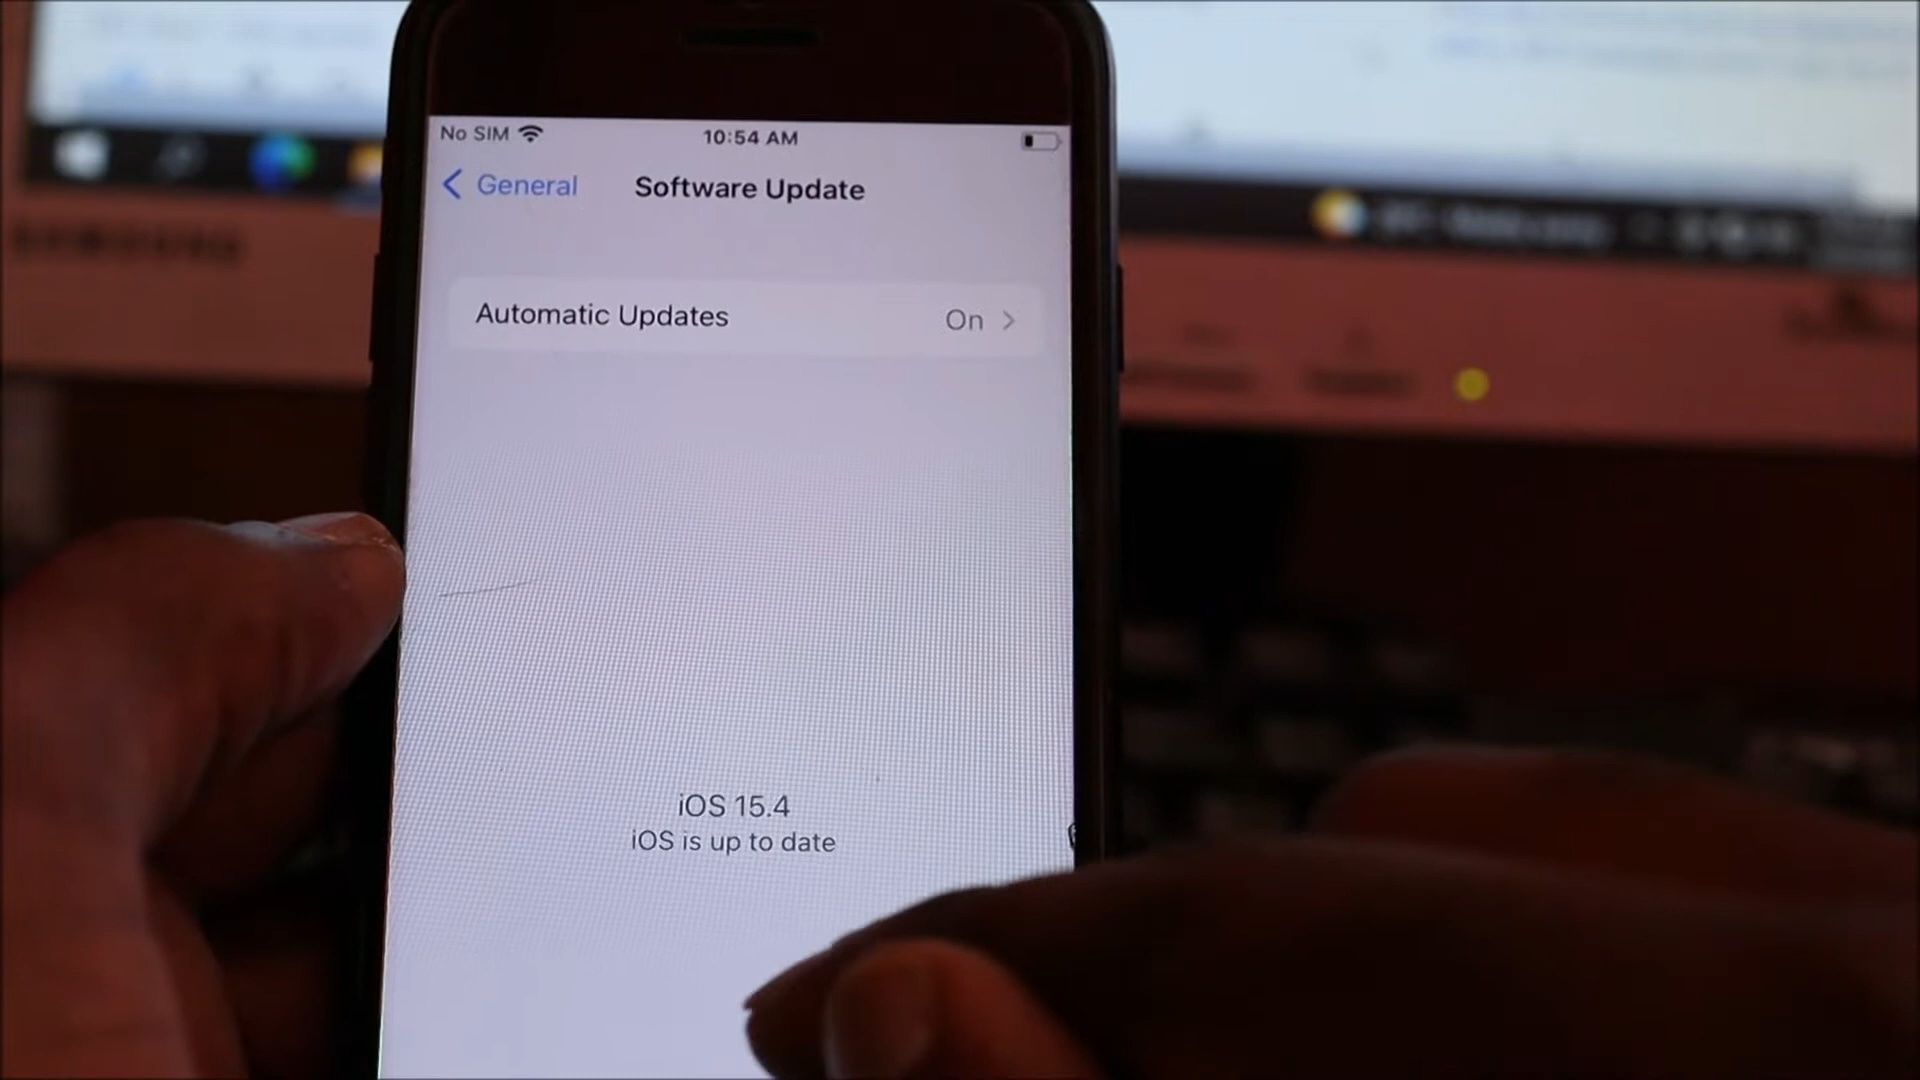 No SIM
10:54 AM
General
Software Update
Automatic Updates
On
iOS 15.4
iOS is up to date
SAMSUNG